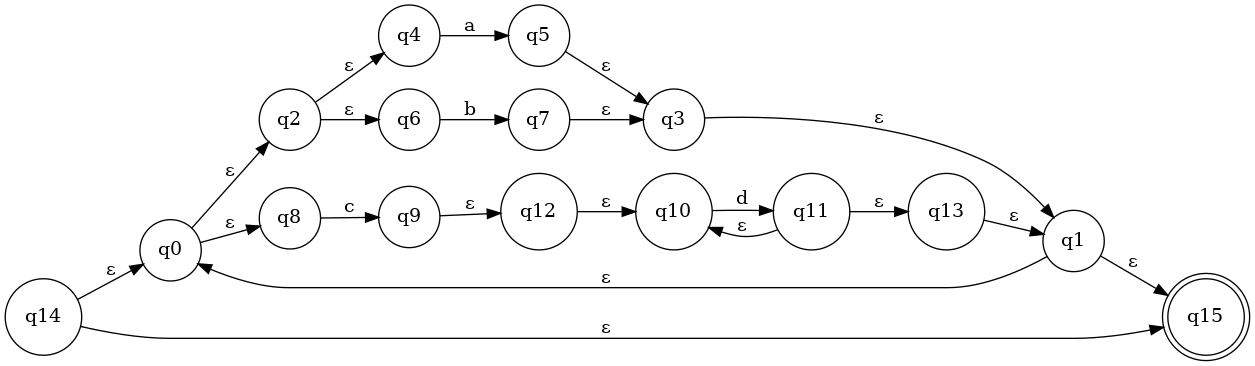 q4 a q5
ε ε
q2 ε q6 b q7 ε q3 ε
ε
q8 c q9 ε q12 ε q10 d q11 ε q13 ε q1
ε ε
q0 ε ε
ε
q14 ε q15